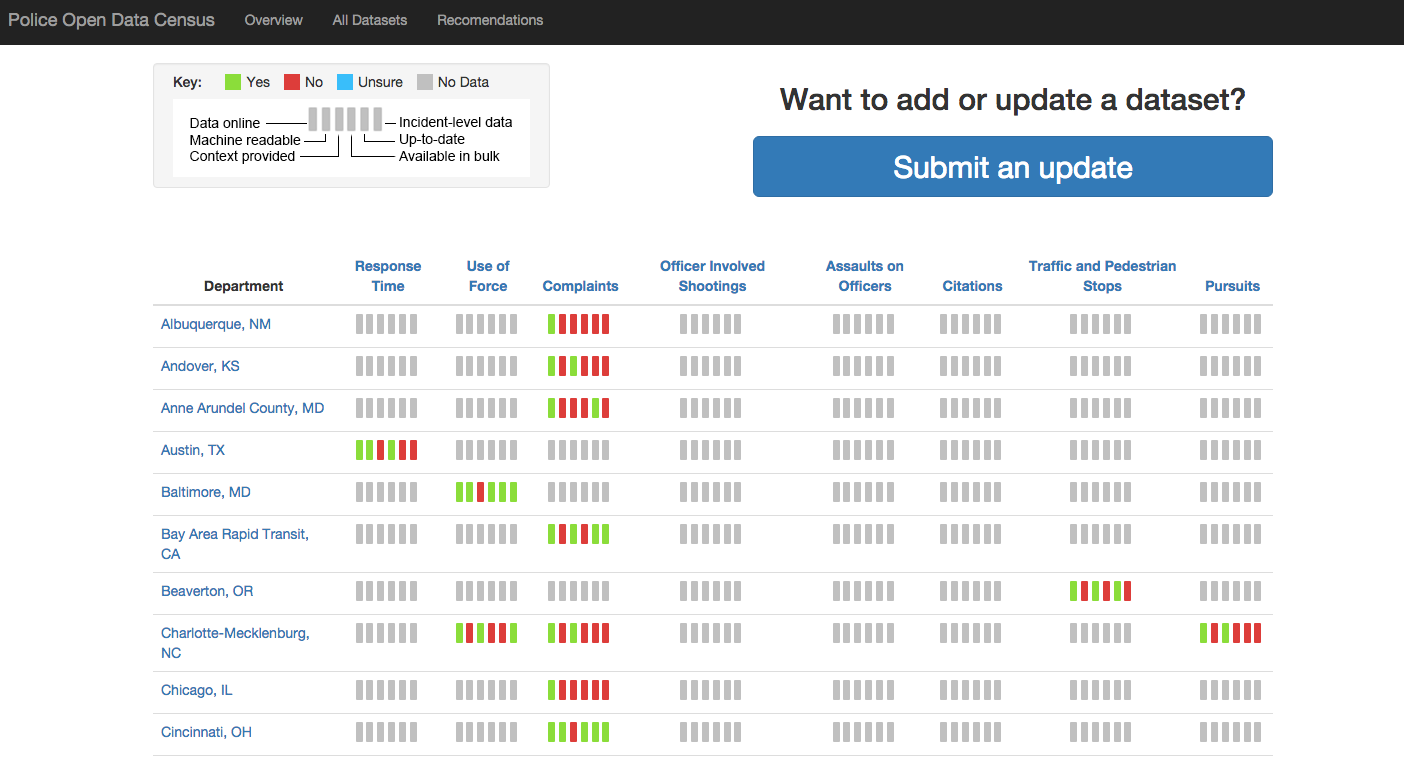 Police Open Data Census Overview All Datasets Recomendations
Key: Yes No Unsure No Data
Data online Incident-level data
Machine readable Up-to-date
Context provided Available in bulk
Want to add or update a dataset?
Submit an update
Response Use of Officer Involved Assaults on Traffic and Pedestrian
Department Time Force Complaints Shootings Officers Citations Stops Pursuits
Albuquerque, NM
Andover, KS
Anne Arundel County, MD
Austin, TX
Baltimore, MD
Bay Area Rapid Transit,
CA
Beaverton, OR
Charlotte-Mecklenburg,
NC
Chicago, IL
Cincinnati, OH